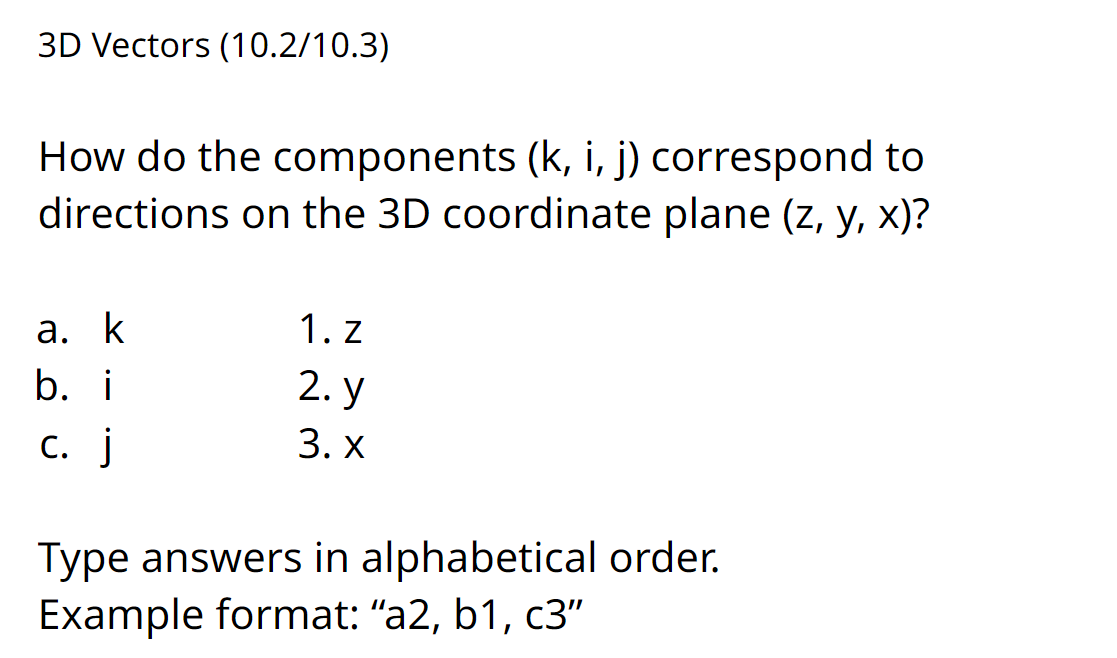 3D Vectors (10.2/10.3)
How do the components (k, i, j) correspond to
directions on the 3D coordinate plane (z, y, x)?
a. k 1. z
b. i 2. y
c. j 3. x
Type answers in alphabetical order.
Example format: “a2, b1, c3”